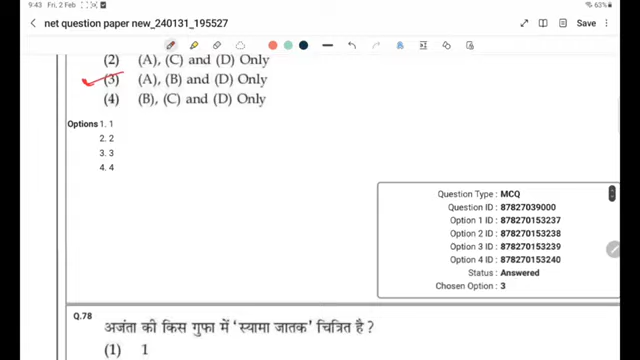 9:43 Fri, 2 Feb
63%
net question paper new_240131_195527
Save
(2) (A), (C) and (D) Only
(3) (A), (B) and (D) Only
(4) (B), (C) and (D) Only
Options 1. 1
2. 2
3. 3
4. 4
Question Type : MCQ
Question ID : 87827039000
Option 1 ID : 878270153237
Option 2 ID : 878270153238
Option 3 ID : 878270153239
Option 4 ID : 878270153240
Status : Answered
Chosen Option : 3
Q.78
अजंता की किस गुफा में ‘स्यामा जातक’ चित्रित है ?
(1) 1